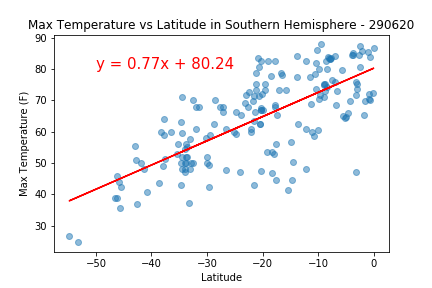 Max Temperature vs Latitude in Southern Hemisphere - 290620
y = 0.77x + 80.24
Max Temperature (F)
90
80
70
60
50
40
30
−50 −40 −30 −20 −10 0
Latitude